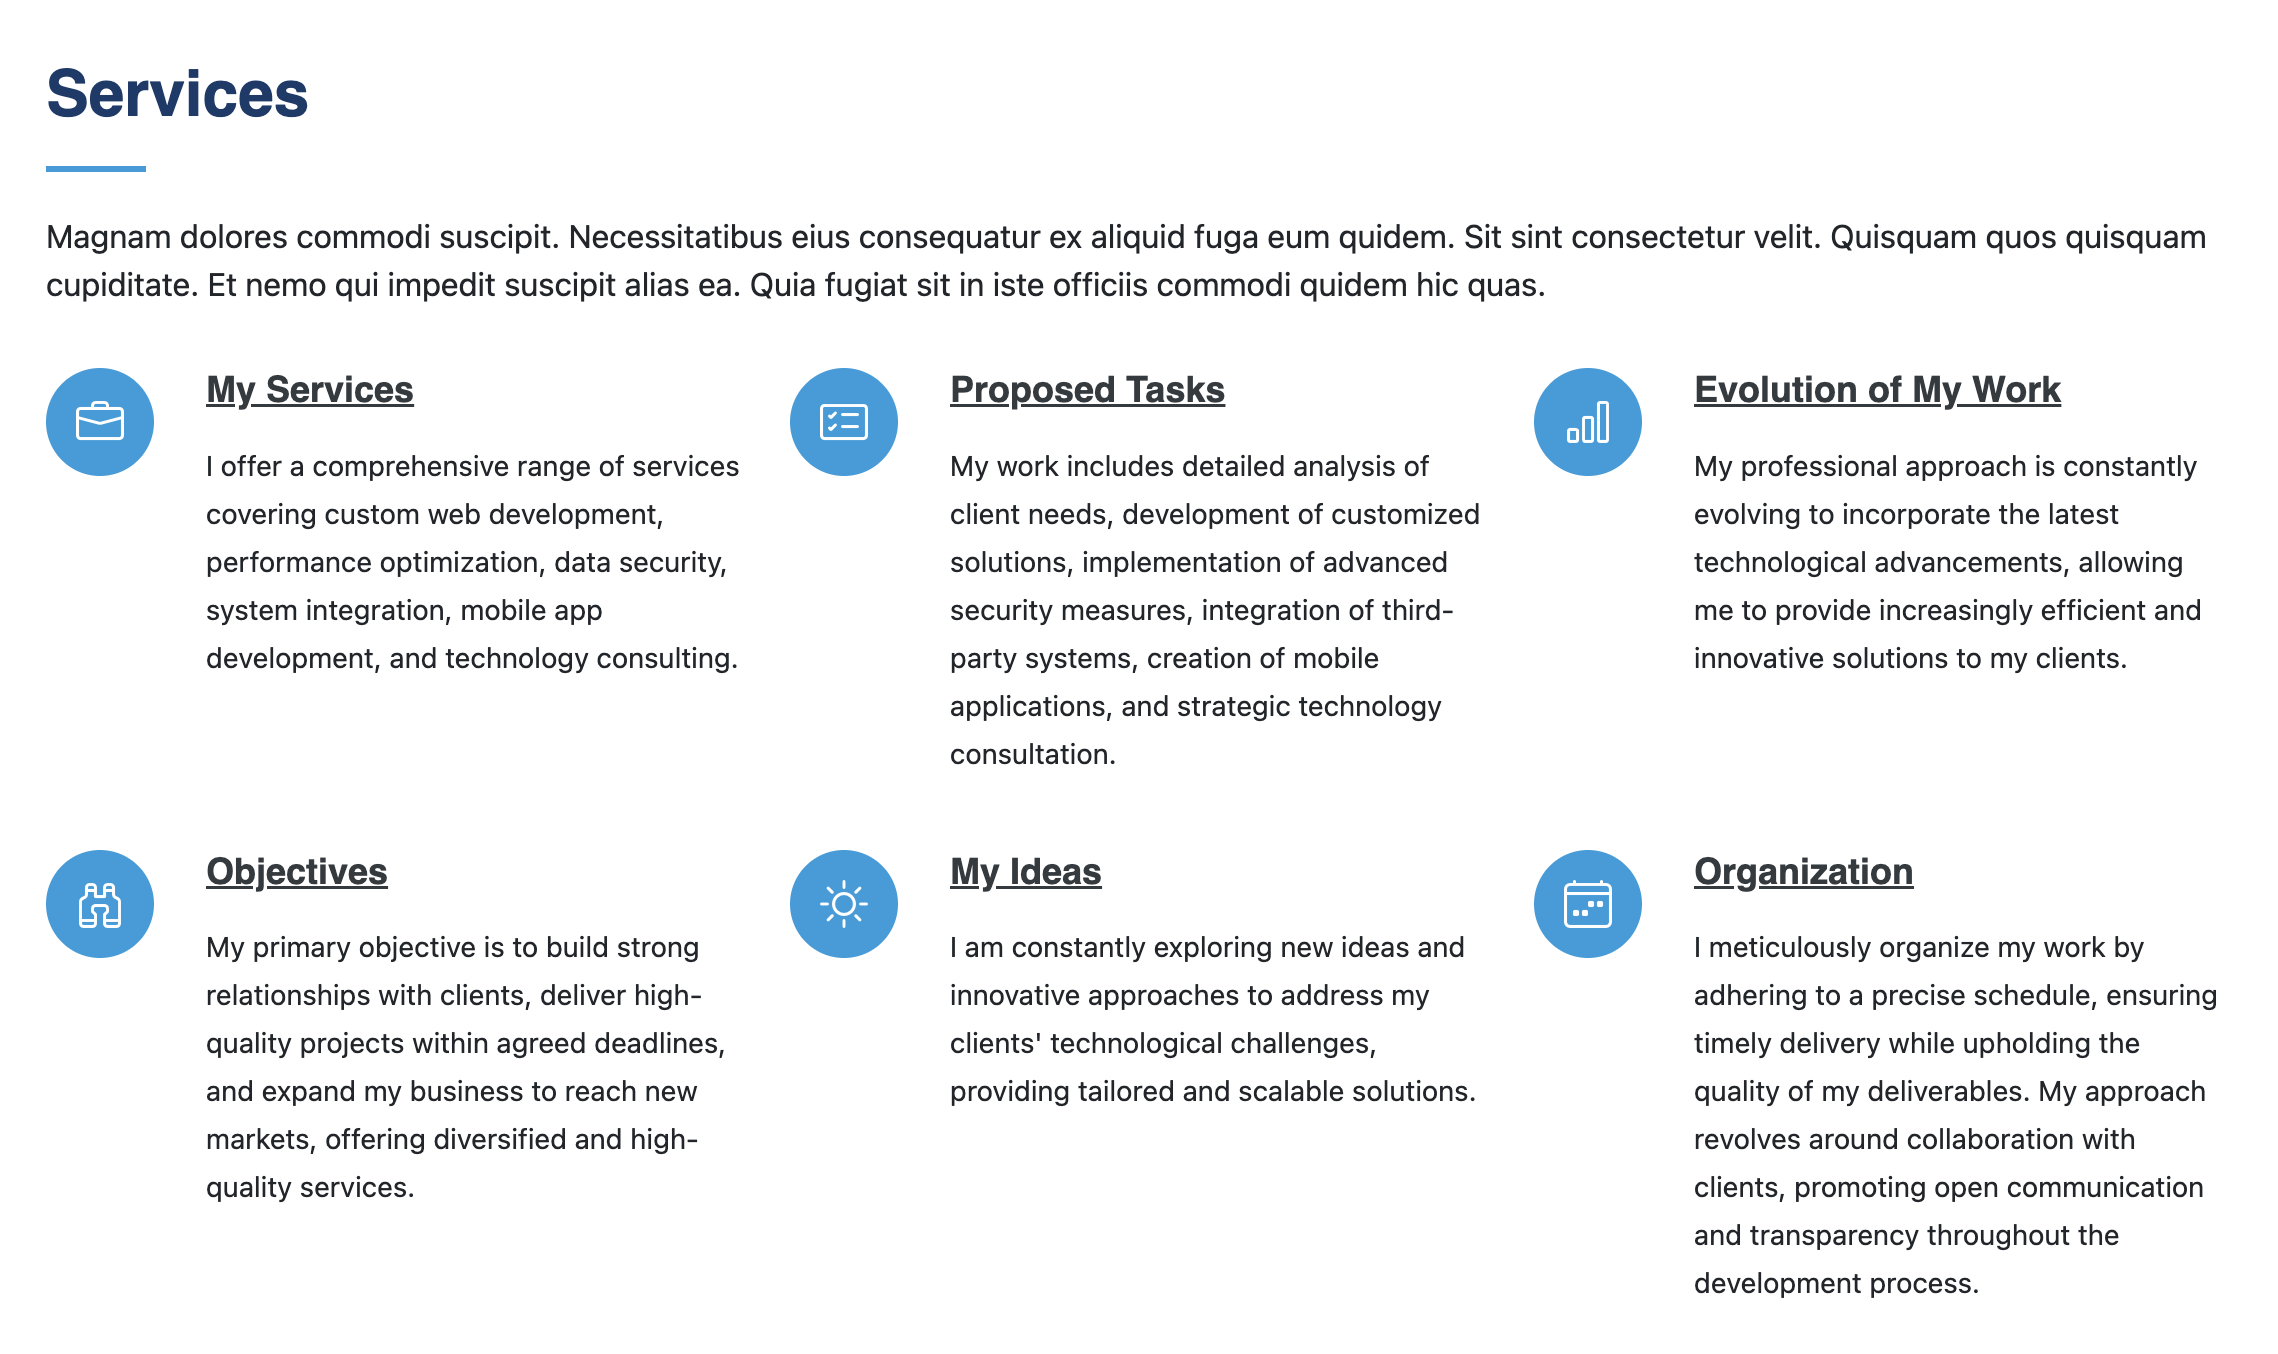 Services
Magnam dolores commodi suscipit. Necessitatibus eius consequatur ex aliquid fuga eum quidem. Sit sint consectetur velit. Quisquam quos quisquam
cupiditate. Et nemo qui impedit suscipit alias ea. Quia fugiat sit in iste officiis commodi quidem hic quas.
My Services
I offer a comprehensive range of services
covering custom web development,
performance optimization, data security,
system integration, mobile app
development, and technology consulting.
Proposed Tasks
My work includes detailed analysis of
client needs, development of customized
solutions, implementation of advanced
security measures, integration of third-
party systems, creation of mobile
applications, and strategic technology
consultation.
Evolution of My Work
My professional approach is constantly
evolving to incorporate the latest
technological advancements, allowing
me to provide increasingly efficient and
innovative solutions to my clients.
Objectives
My primary objective is to build strong
relationships with clients, deliver high-
quality projects within agreed deadlines,
and expand my business to reach new
markets, offering diversified and high-
quality services.
My Ideas
I am constantly exploring new ideas and
innovative approaches to address my
clients' technological challenges,
providing tailored and scalable solutions.
Organization
I meticulously organize my work by
adhering to a precise schedule, ensuring
timely delivery while upholding the
quality of my deliverables. My approach
revolves around collaboration with
clients, promoting open communication
and transparency throughout the
development process.